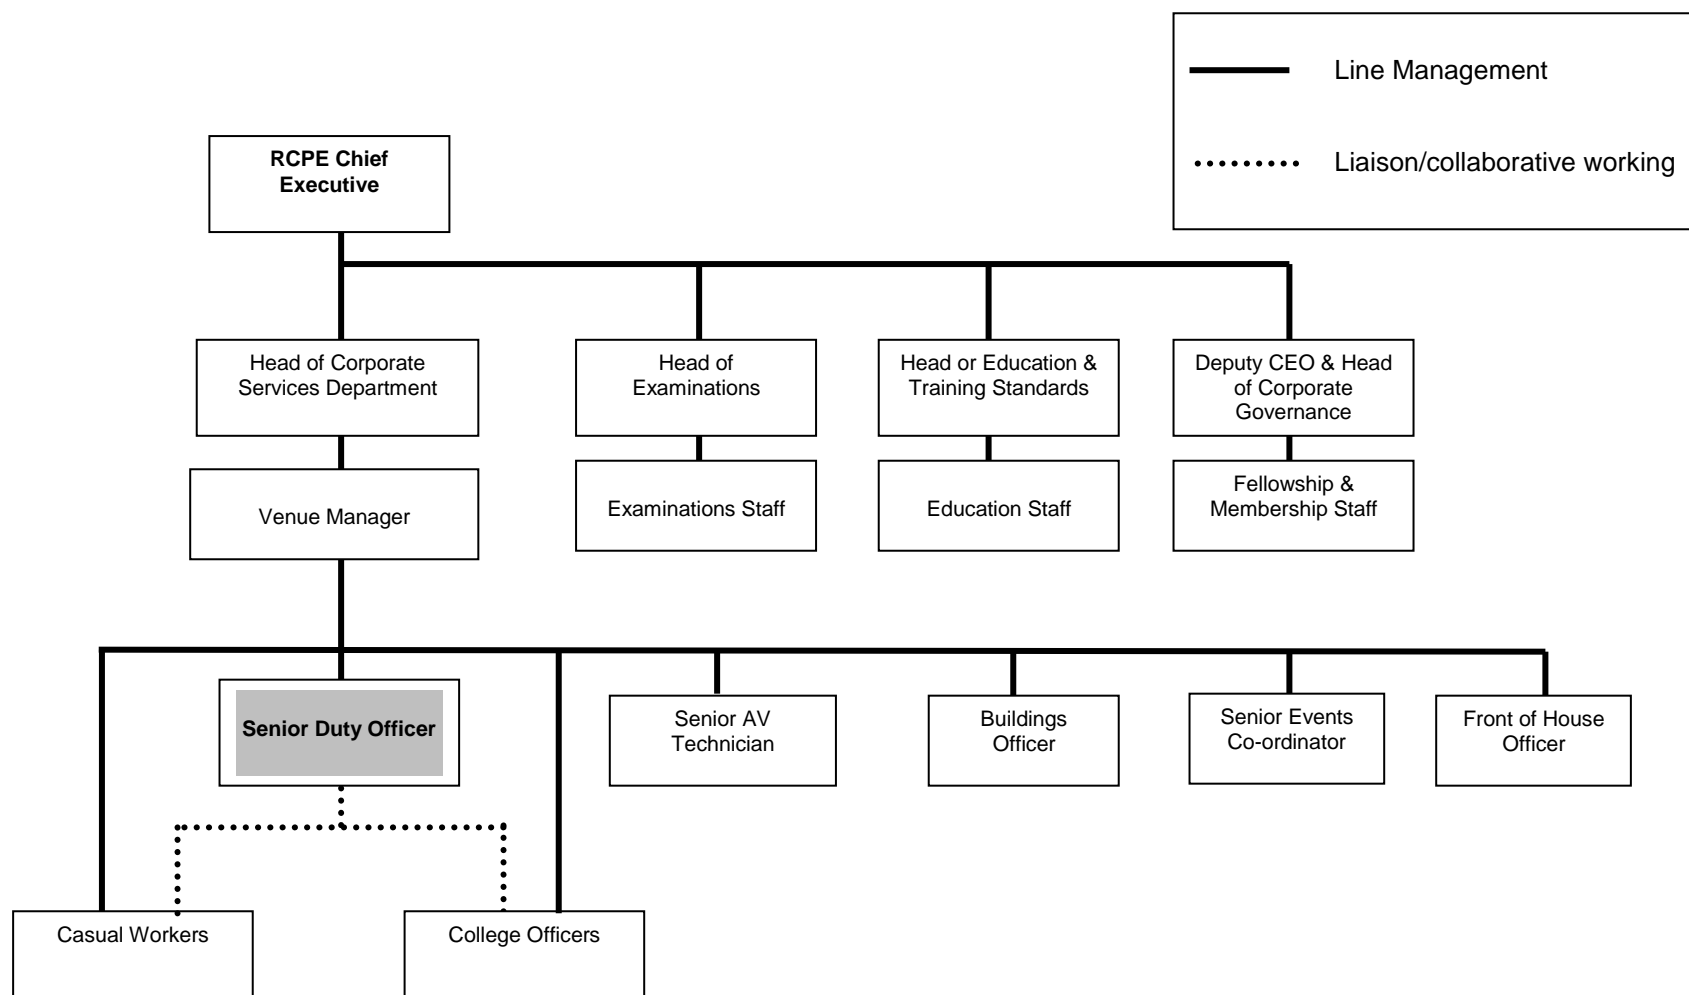 Line Management
Liaison/collaborative working
RCPE Chief
Executive
Head of Corporate
Services Department
Head of
Examinations
Head or Education &
Training Standards
Deputy CEO & Head
of Corporate
Governance
Venue Manager
Examinations Staff
Education Staff
Fellowship &
Membership Staff
Senior Duty Officer
Senior AV
Technician
Buildings
Officer
Senior Events
Co-ordinator
Front of House
Officer
Casual Workers
College Officers